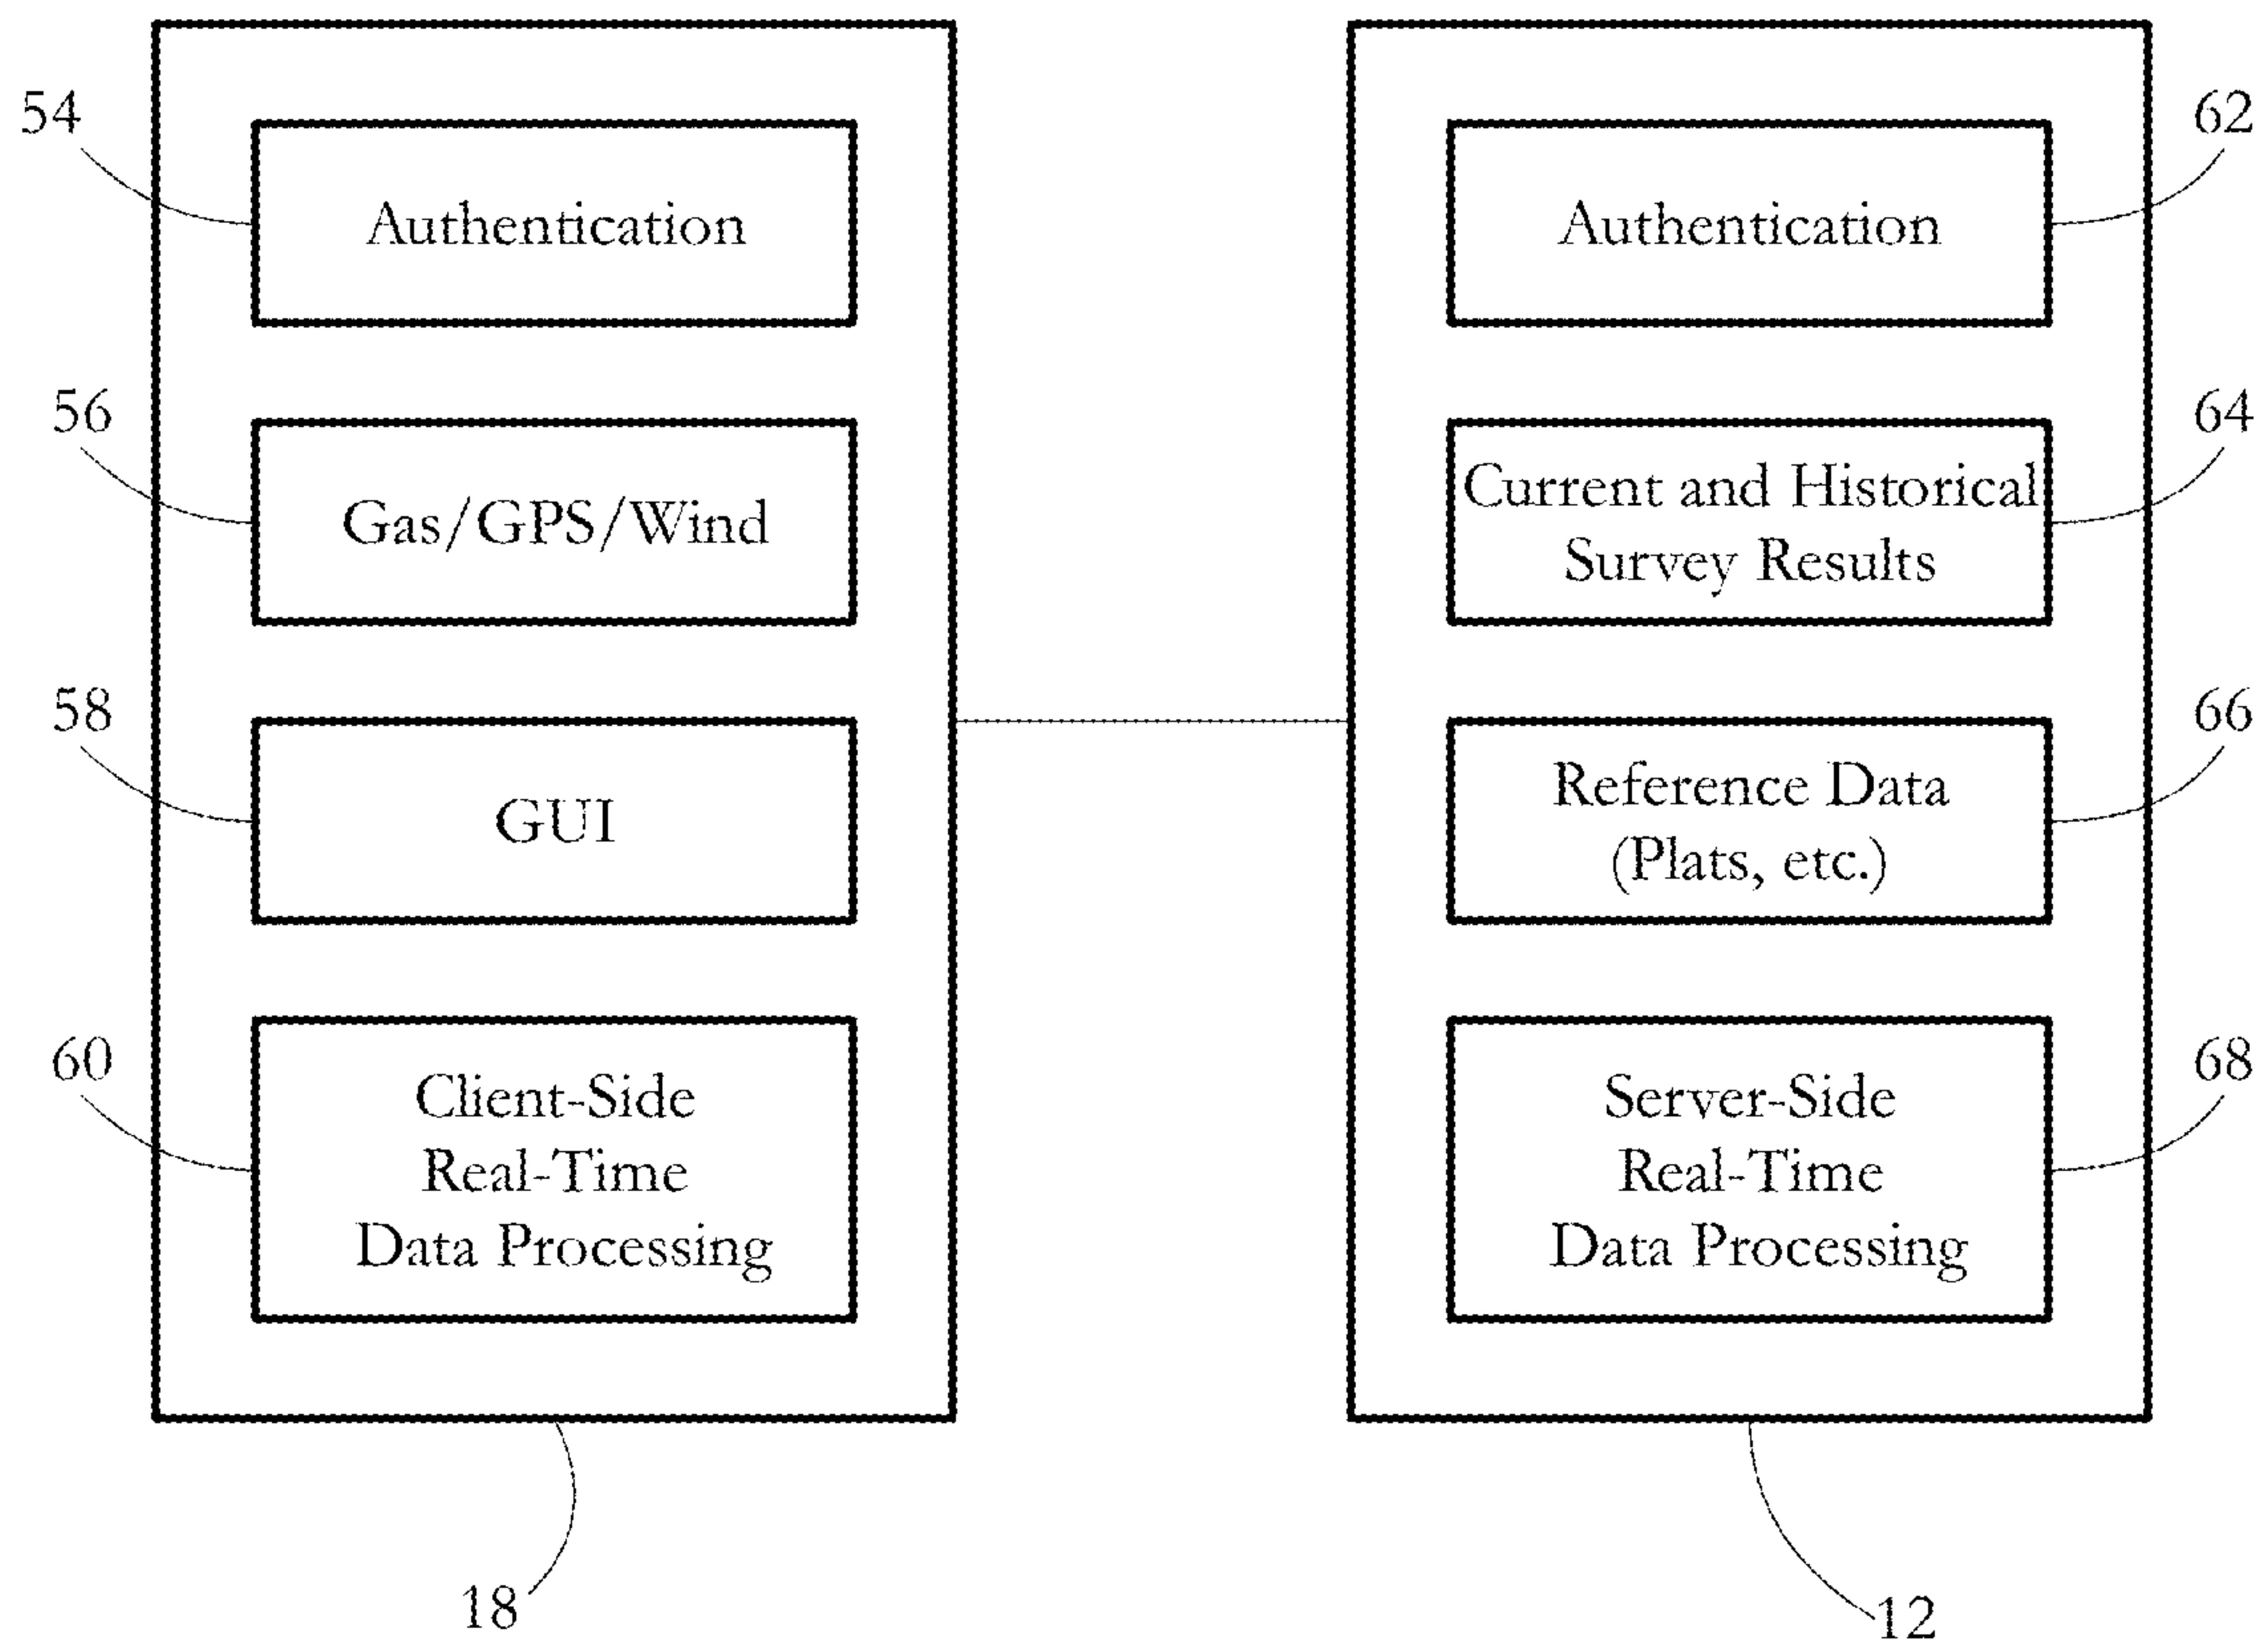 54
Authentication
56
Gas/GPS/Wind
58
GUI
60
Client-Side
Real-Time
Data Processing
18
62
Authentication
64
Current and Historical
Survey Results
66
Reference Data
(Plats, etc.)
68
Server-Side
Real-Time
Data Processing
12